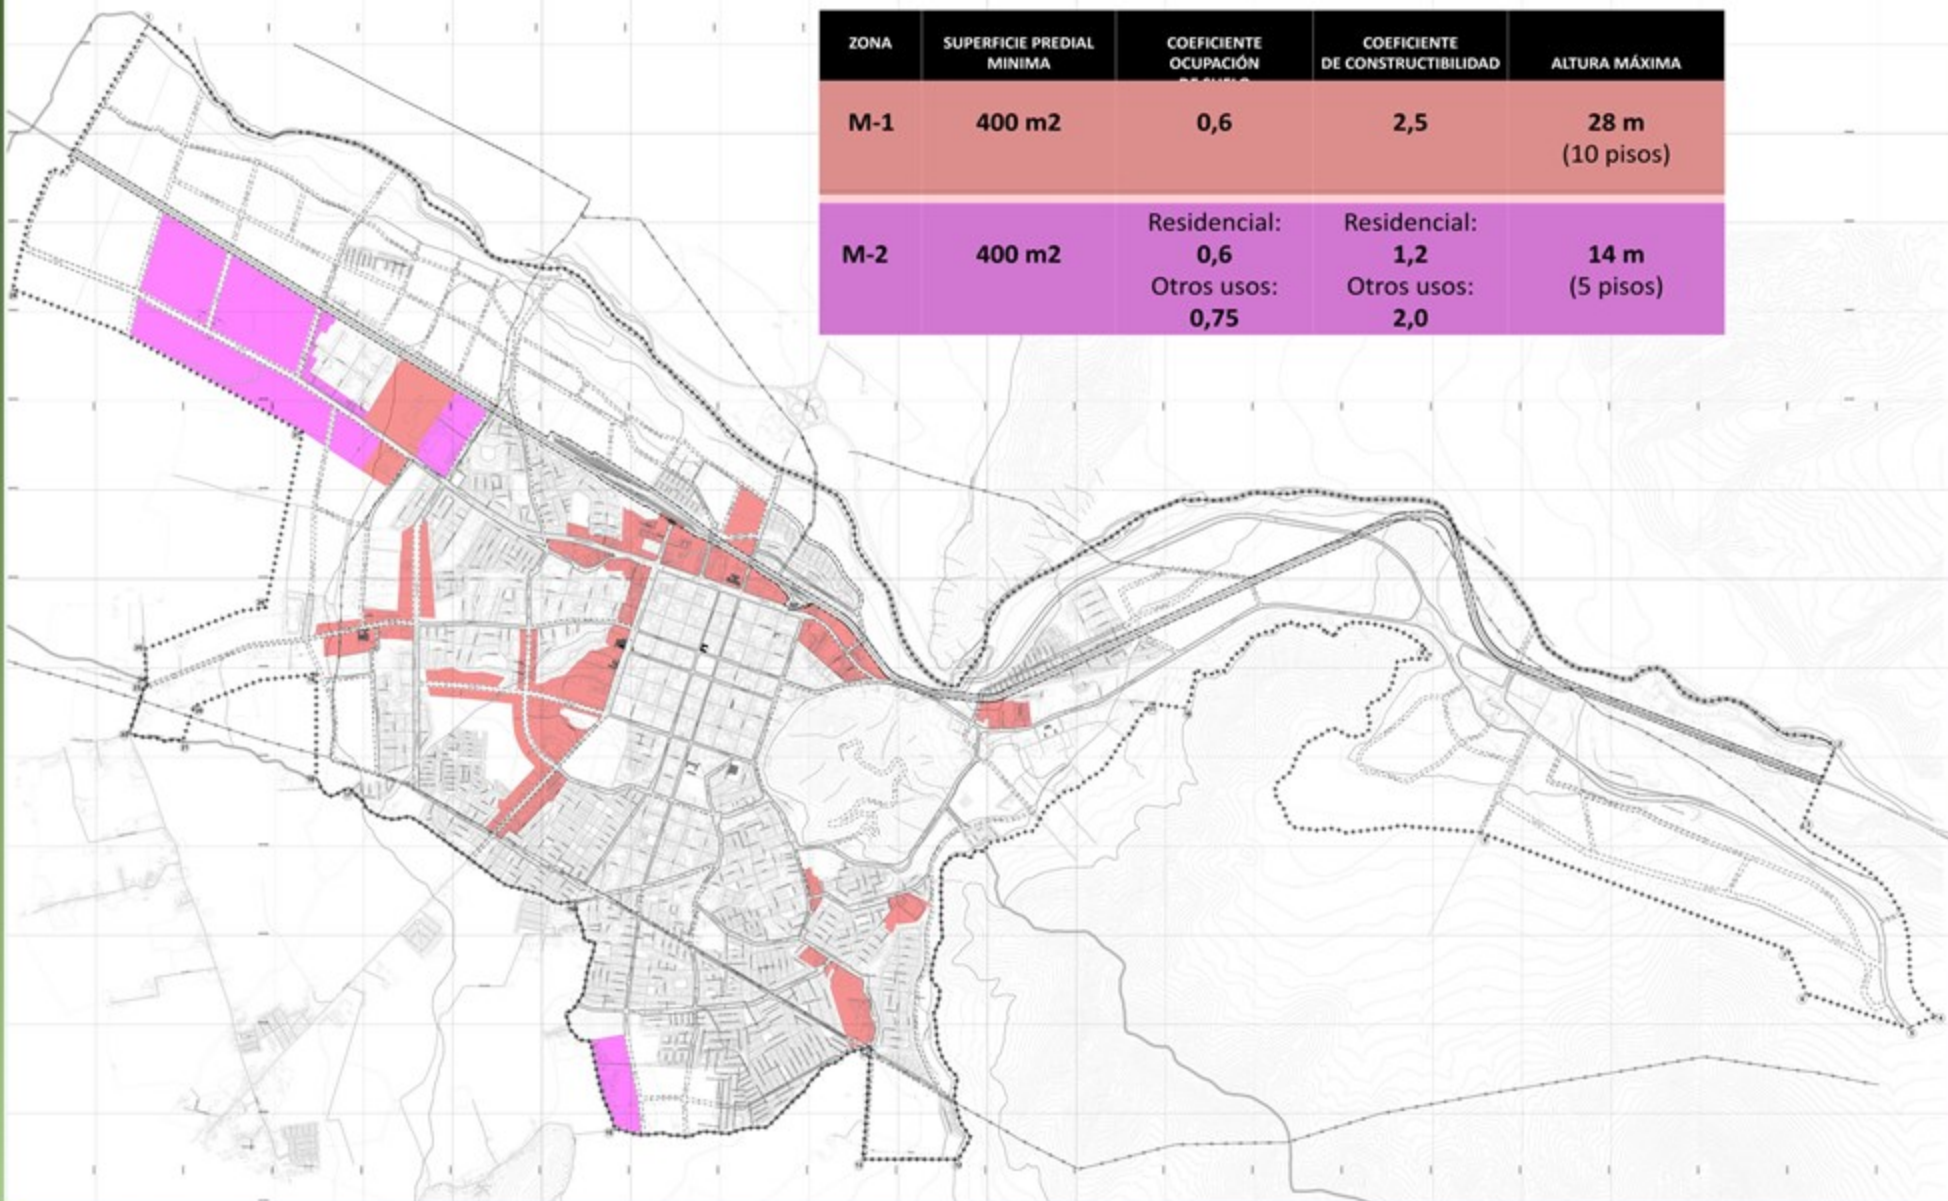 ZONA
SUPERFICIE PREDIAL
MINIMA
COEFICIENTE
OCUPACIÓN
DE SUELO
COEFICIENTE
DE CONSTRUCTIBILIDAD
ALTURA MÁXIMA
M-1
400 m2
0,6
2,5
28 m
(10 pisos)
M-2
400 m2
Residencial:
0,6
Otros usos:
0,75
Residencial:
1,2
Otros usos:
2,0
14 m
(5 pisos)